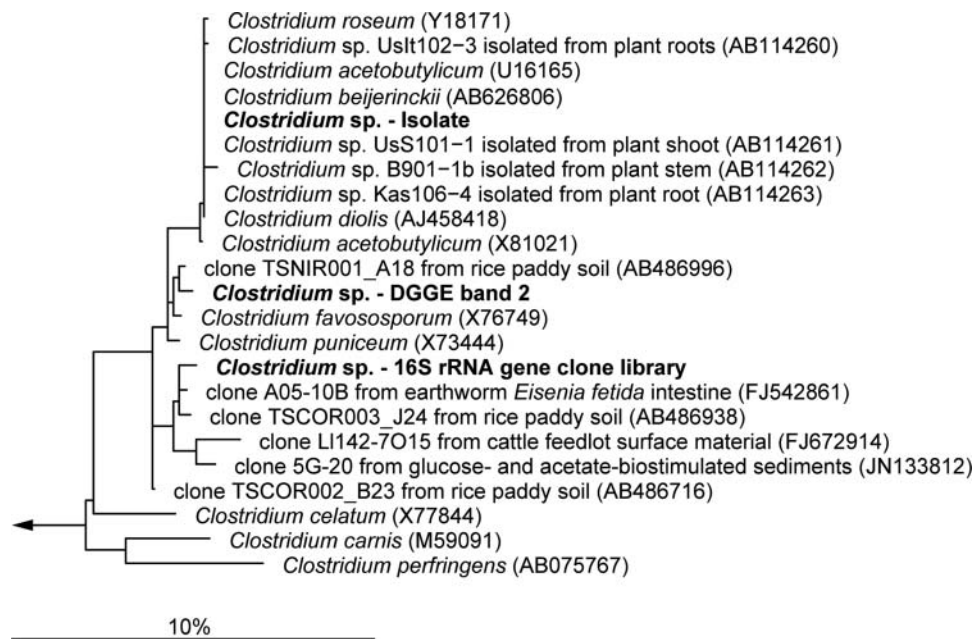 Clostridium roseum (Y18171)
Clostridium sp. UsIt102−3 isolated from plant roots (AB114260)
Clostridium acetobutylicum (U16165)
Clostridium beijerinckii (AB626806)
Clostridium sp. - Isolate
Clostridium sp. UsS101−1 isolated from plant shoot (AB114261)
Clostridium sp. B901−1b isolated from plant stem (AB114262)
Clostridium sp. Kas106−4 isolated from plant root (AB114263)
Clostridium diolis (AJ458418)
Clostridium acetobutylicum (X81021)
clone TSNIR001_A18 from rice paddy soil (AB486996)
Clostridium sp. - DGGE band 2
Clostridium favososporum (X76749)
Clostridium puniceum (X73444)
Clostridium sp. - 16S rRNA gene clone library
clone A05-10B from earthworm Eisenia fetida intestine (FJ542861)
clone TSCOR003_J24 from rice paddy soil (AB486938)
clone LI142-7O15 from cattle feedlot surface material (FJ672914)
clone 5G-20 from glucose- and acetate-biostimulated sediments (JN133812)
clone TSCOR002_B23 from rice paddy soil (AB486716)
Clostridium celatum (X77844)
Clostridium carnis (M59091)
Clostridium perfringens (AB075767)
10%